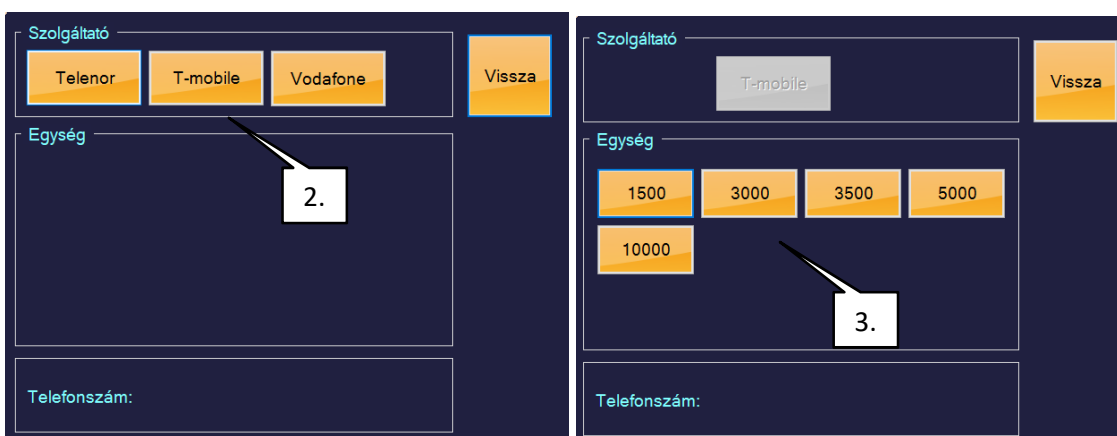 Szolgáltató
Telenor T-mobile Vodafone
Vissza
Egység
2.
Telefonszám:
Szolgáltató
T-mobile
Vissza
Egység
1500 3000 3500 5000
10000
3.
Telefonszám: